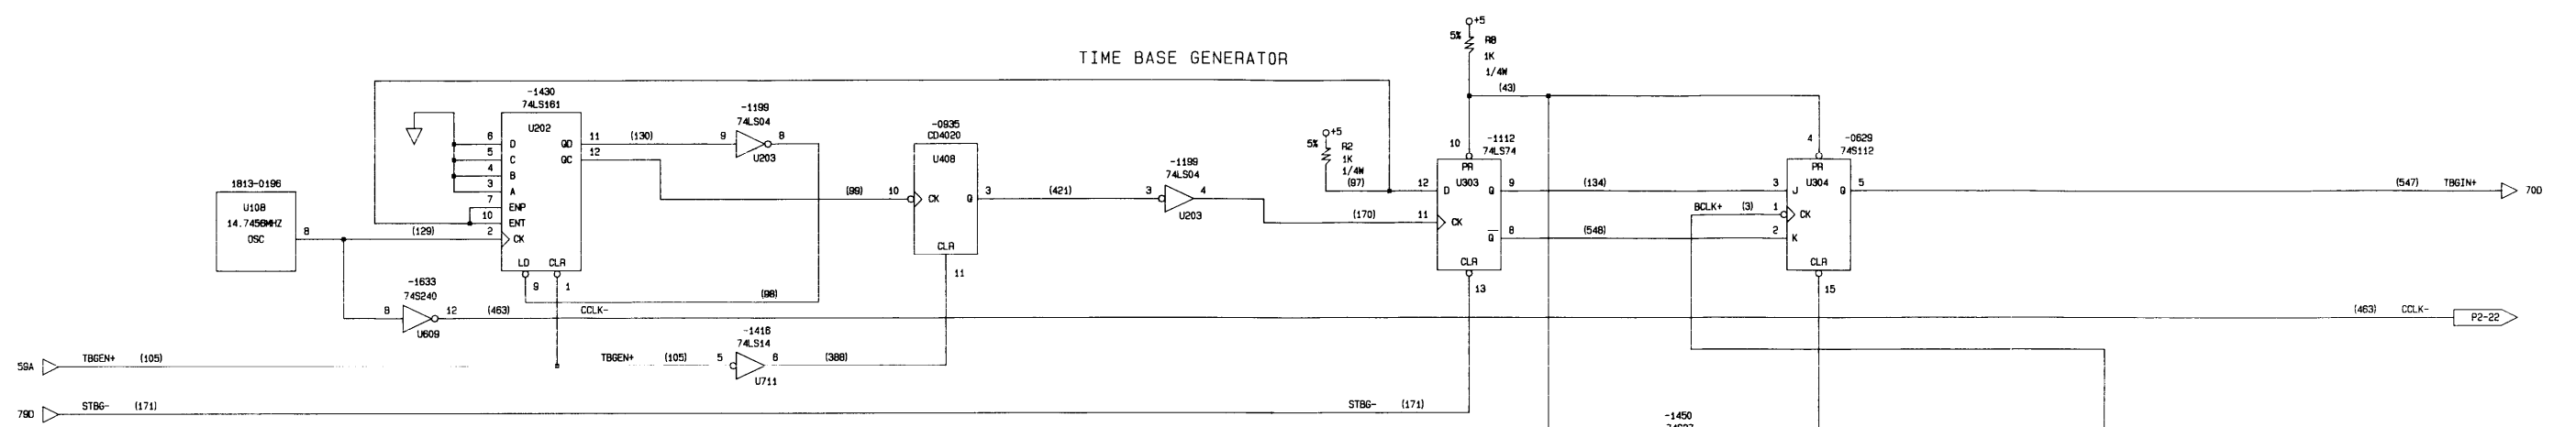 TIME BASE GENERATOR
+5
5%
R8
1K
1/4W
(43)
-1430
74LS161
U202
6 D
5 C
4 B
3 A
7 ENP
10 ENT
2 CK
QD 11
QC 12
LD CLR
9 1
(130)
-1199
74LS04
9 8
U203
(98)
-0935
CD4020
U408
(99) 10 CK
Q 3
CLR
11
(421)
-1199
74LS04
3 4
U203
+5
5%
R2
1K
1/4W
(97)
(170)
-1112
74LS74
10
PR
U303
12 D
11 CK
Q 9
Q 8
CLR
13
(134)
(548)
-0629
74S112
4
PR
U304
3 J
1 CK
2 K
Q 5
CLR
15
BCLK+ (3)
(547) TBGIN+ 70D
1813-0196
U108
14.7456MHZ
OSC
8
(129)
-1633
74S240
8 12
U609
(463) CCLK-
(463) CCLK- P2-22
59A TBGEN+ (105)
TBGEN+ (105)
-1416
74LS14
5 6
U711
(388)
79D STBG- (171)
STBG- (171)
-1450